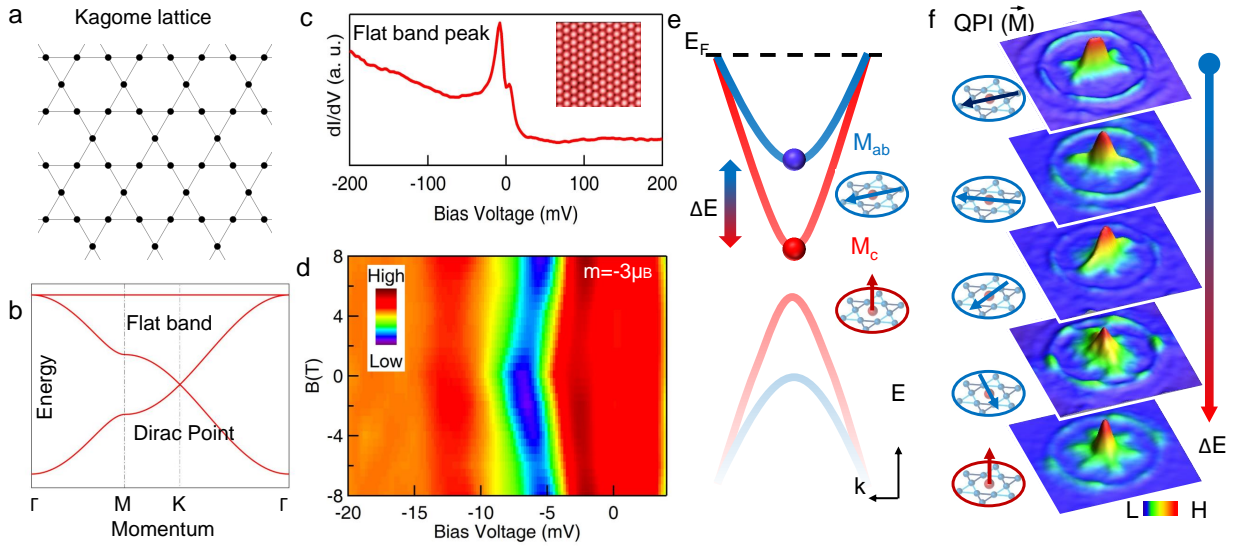 a
Kagome lattice
b
Energy
Flat band
Dirac Point
Γ
M
K
Γ
Momentum
c
Flat band peak
dI/dV (a. u.)
-200
-100
0
100
200
Bias Voltage (mV)
d
High
Low
m=-3μB
B(T)
8
4
0
-4
-8
-20
-15
-10
-5
0
Bias Voltage (mV)
e
EF
Mab
ΔE
Mc
E
k
f
QPI (M⃗)
ΔE
L
H